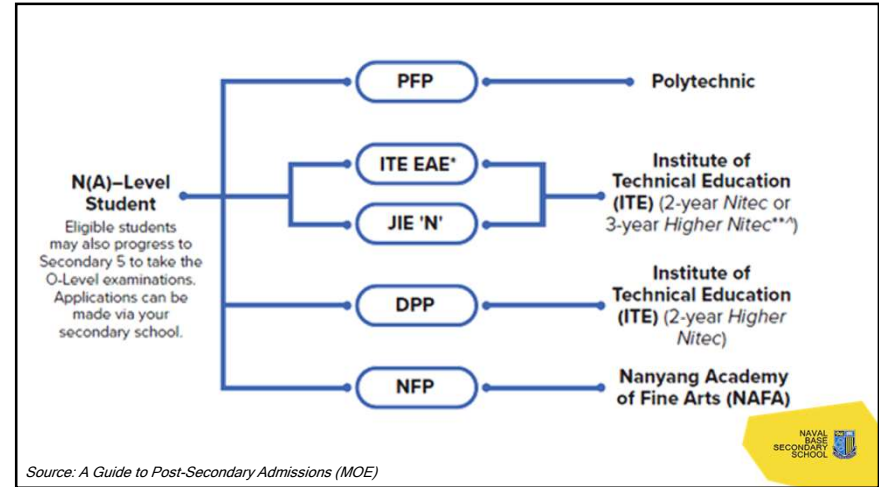 PFP
Polytechnic
N(A)–Level
Student
Eligible students
may also progress to
Secondary 5 to take the
O-Level examinations.
Applications can be
made via your
secondary school.
ITE EAE*
JIE 'N'
Institute of
Technical Education
(ITE) (2-year Nitec or
3-year Higher Nitec**^)
DPP
Institute of
Technical Education
(ITE) (2-year Higher
Nitec)
NFP
Nanyang Academy
of Fine Arts (NAFA)
NAVAL
BASE
SECONDARY
SCHOOL
Source: A Guide to Post-Secondary Admissions (MOE)